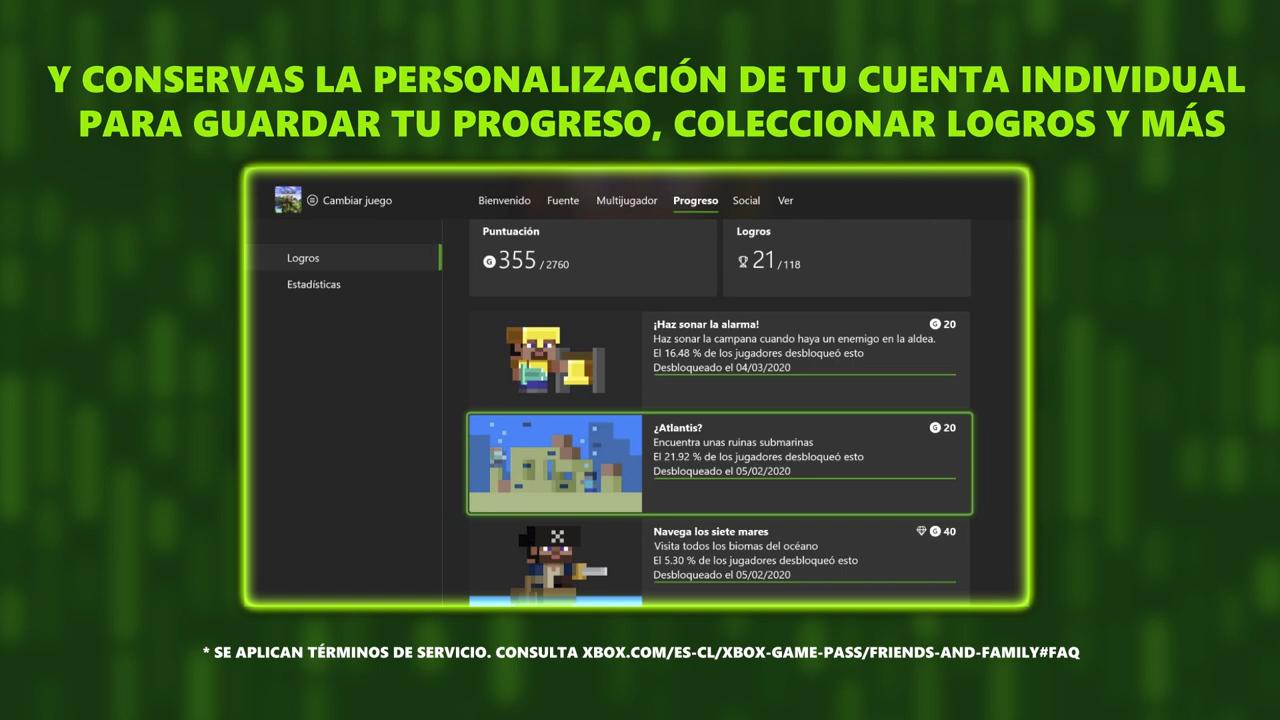 Y CONSERVAS LA PERSONALIZACIÓN DE TU CUENTA INDIVIDUAL
PARA GUARDAR TU PROGRESO, COLECCIONAR LOGROS Y MÁS
Cambiar juego
Bienvenido Fuente Multijugador Progreso Social Ver
Logros
Estadísticas
Puntuación
G 355 / 2760
Logros
21 / 118
¡Haz sonar la alarma! G 20
Haz sonar la campana cuando haya un enemigo en la aldea.
El 16.48 % de los jugadores desbloqueó esto
Desbloqueado el 04/03/2020
¿Atlantis? G 20
Encuentra unas ruinas submarinas
El 21.92 % de los jugadores desbloqueó esto
Desbloqueado el 05/02/2020
Navega los siete mares G 40
Visita todos los biomas del océano
El 5.30 % de los jugadores desbloqueó esto
Desbloqueado el 05/02/2020
* SE APLICAN TÉRMINOS DE SERVICIO. CONSULTA XBOX.COM/ES-CL/XBOX-GAME-PASS/FRIENDS-AND-FAMILY#FAQ